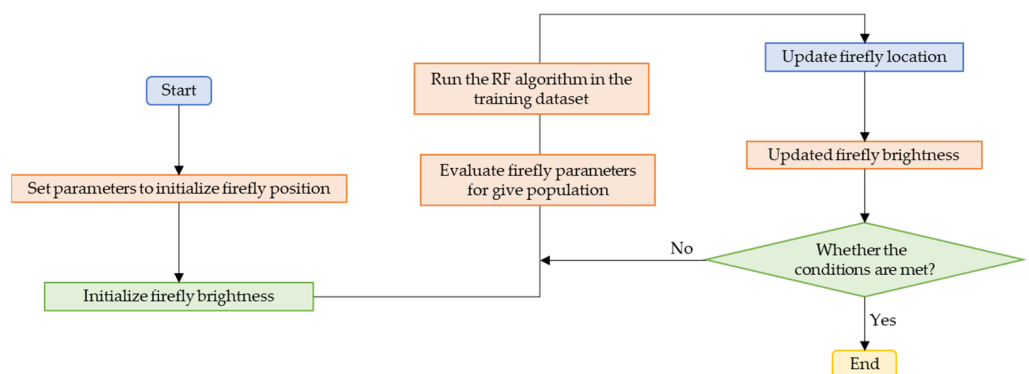 Start
Set parameters to initialize firefly position
Initialize firefly brightness
Evaluate firefly parameters
for give population
Run the RF algorithm in the
training dataset
Update firefly location
Updated firefly brightness
Whether the
conditions are met?
No
Yes
End